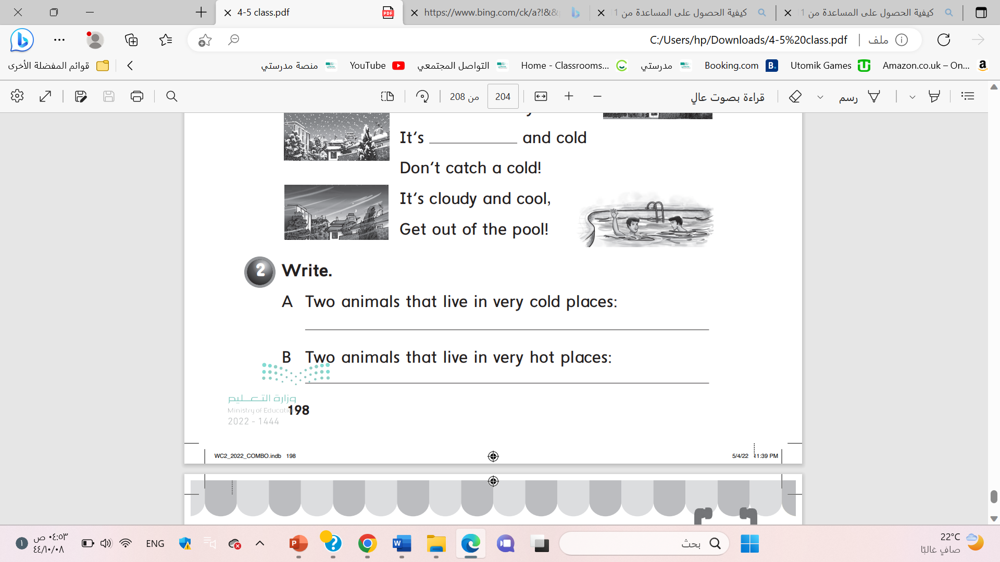 4-5 class.pdf
https://www.bing.com/ck/a?!&&
كيفية الحصول على المساعدة من 1
كيفية الحصول على المساعدة من 1
C:/Users/hp/Downloads/4-5%20class.pdf
ملف
قوائم المفضلة الأخرى
منصة مدرستي
YouTube
التواصل المجتمعي
Home - Classrooms...
مدرستي
Booking.com
Utomik Games
Amazon.co.uk – On...
من 208
204
قراءة بصوت عالٍ
رسم
It's __________ and cold
Don't catch a cold!
It's cloudy and cool,
Get out of the pool!
2 Write.
A Two animals that live in very cold places:
B Two animals that live in very hot places:
وزارة التعليم
Ministry of Education
2022 - 1444
198
WC2_2022_COMBO.indb 198
5/4/22 11:39 PM
٠٤:٥٣ ص
٤٤/١٠/٠٨
ENG
بحث
22°C
صافٍ غالبًا